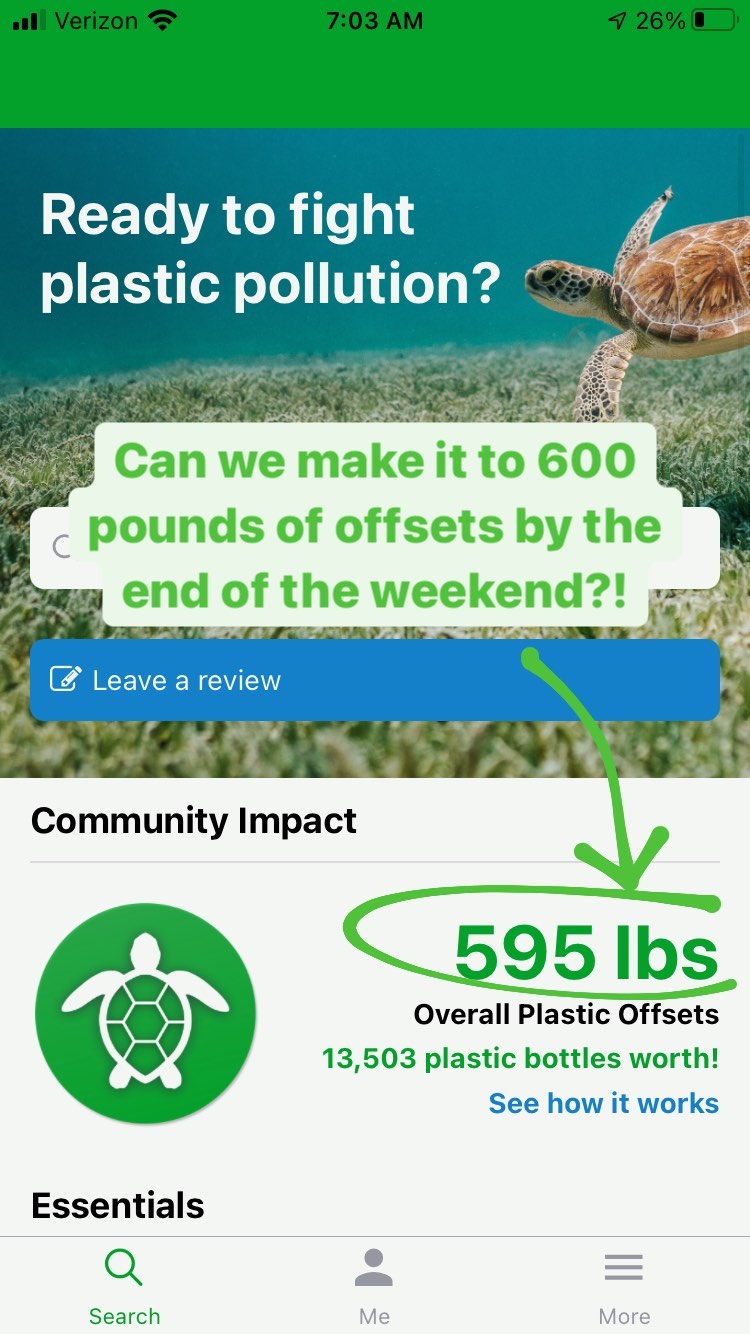 Verizon 7:03 AM 26%
Ready to fight
plastic pollution?
Can we make it to 600
pounds of offsets by the
end of the weekend?!
Leave a review
Community Impact
595 lbs
Overall Plastic Offsets
13,503 plastic bottles worth!
See how it works
Essentials
Search Me More